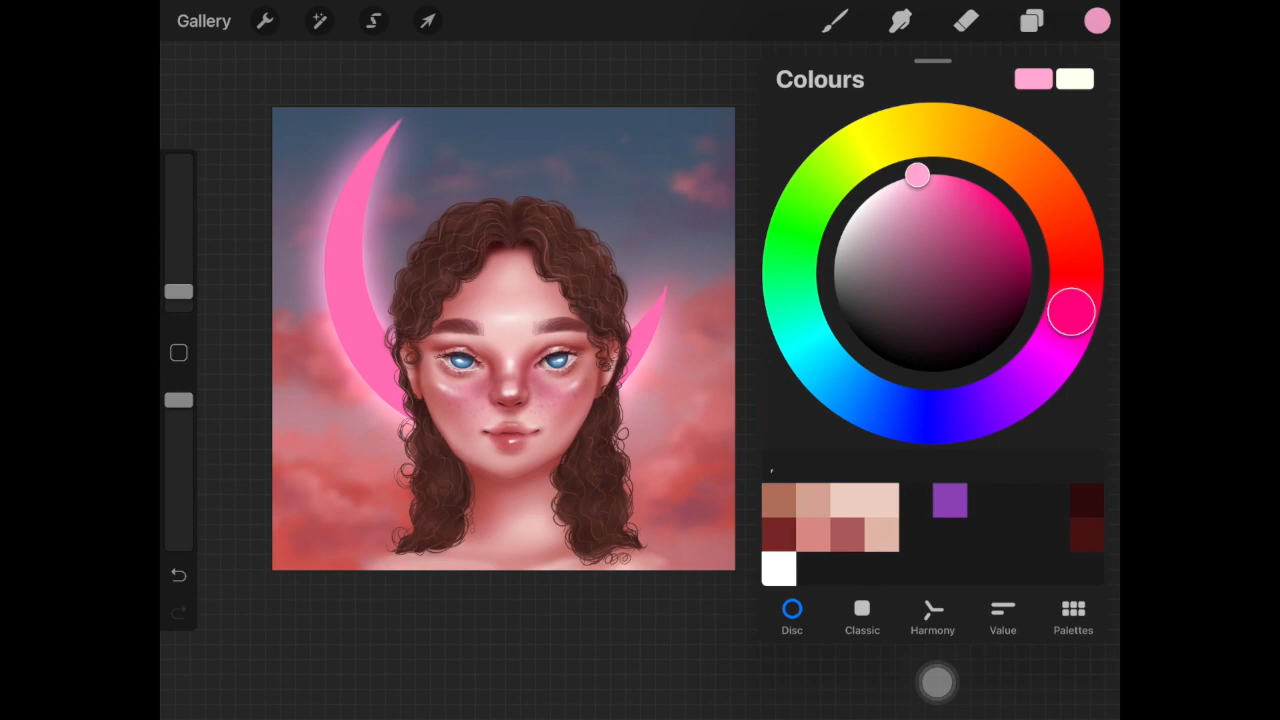 Gallery
Colours
,
Disc
Classic
Harmony
Value
Palettes